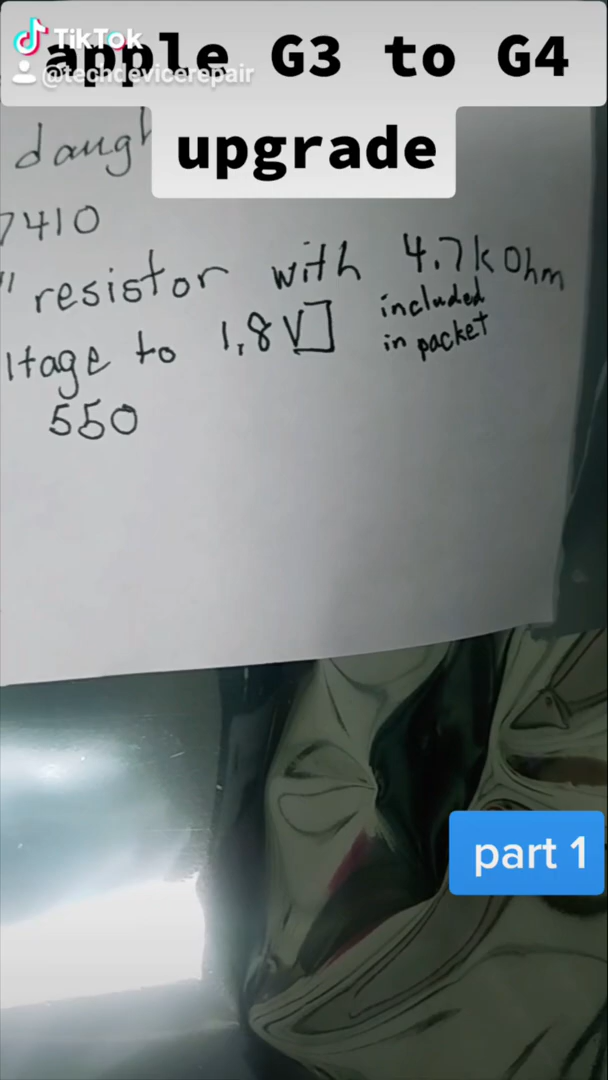 TikTok
@techdevicerepair
apple G3 to G4
upgrade
daugh
7410
" resistor with 4.7k Ohm
included
in packet
ltage to 1.8V]
550
part 1